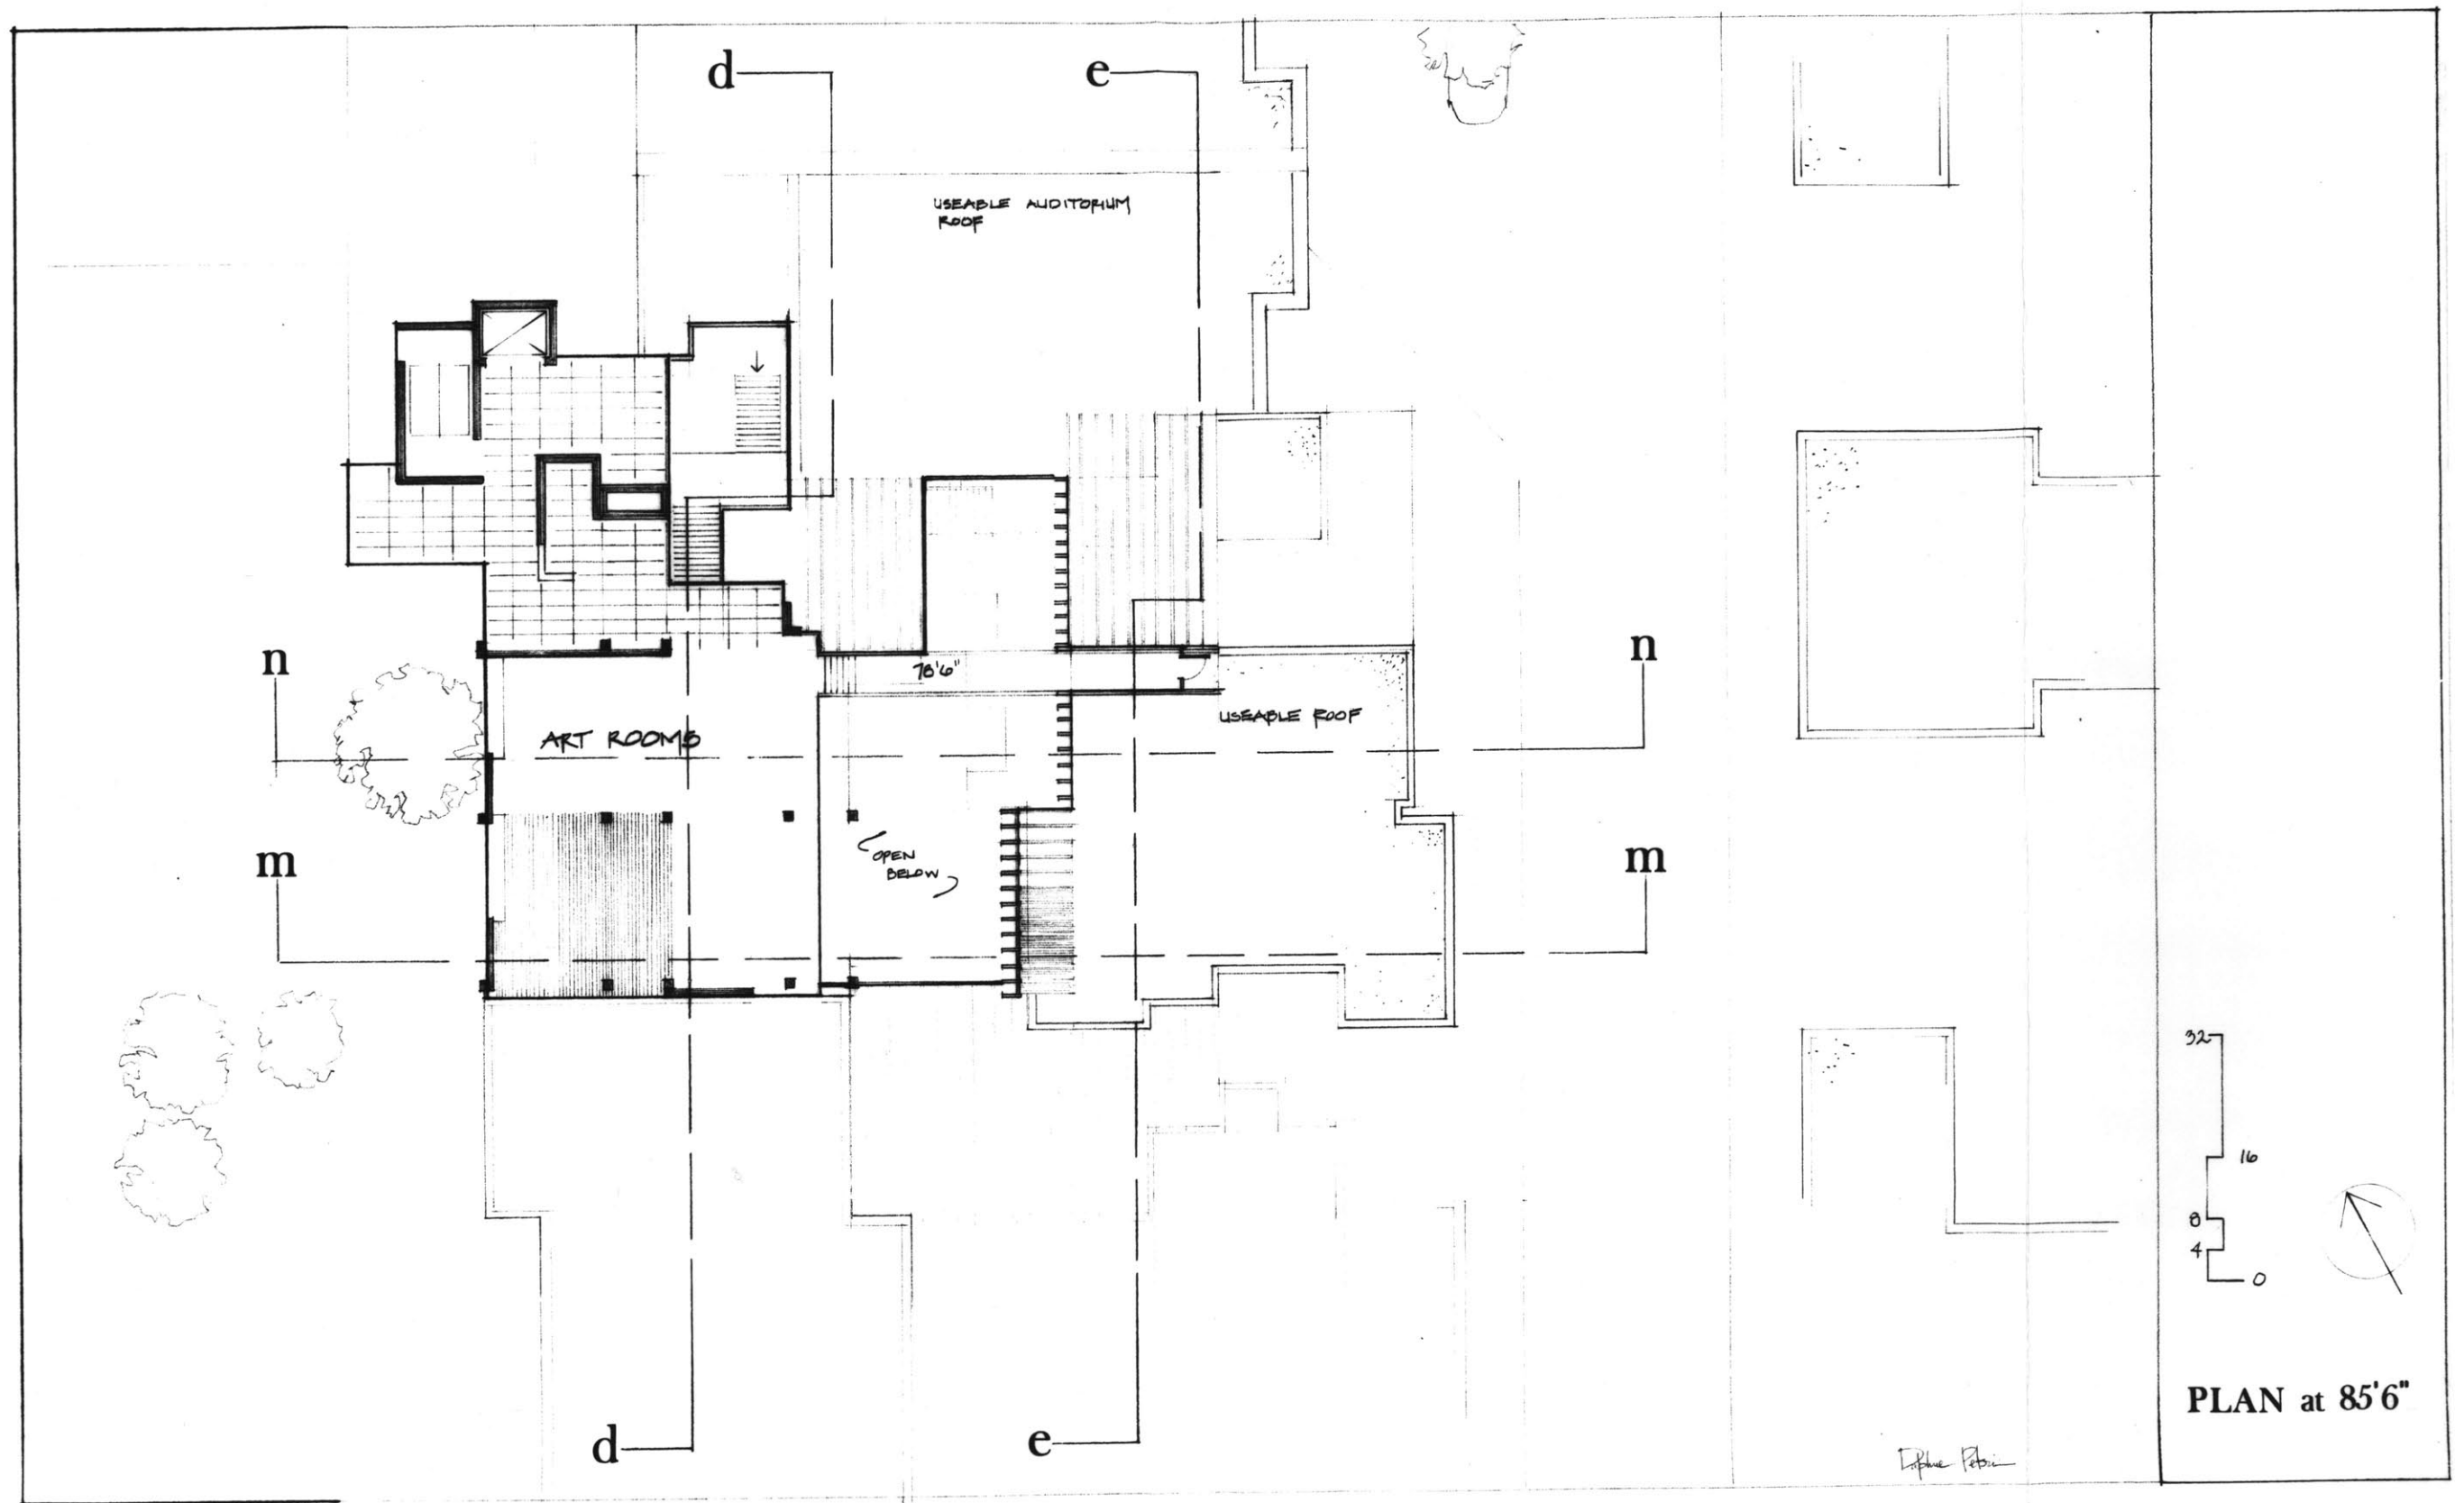 d
e
USEABLE AUDITORIUM
ROOF
n
n
78'6"
USEABLE ROOF
ART ROOMS
m
m
OPEN
BELOW
32
16
8
4
0
PLAN at 85'6"
d
e